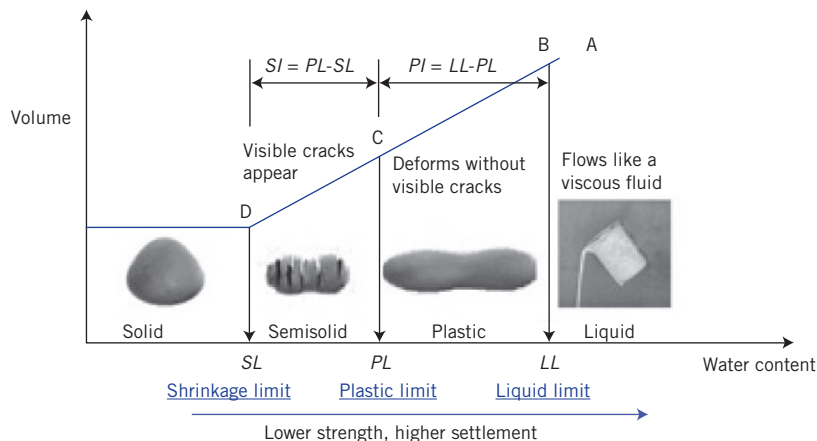 B A
SI = PL-SL
PI = LL-PL
Volume
C
Visible cracks
appear
Deforms without
visible cracks
Flows like a
viscous fluid
D
Solid
Semisolid
Plastic
Liquid
SL
PL
LL
Water content
Shrinkage limit
Plastic limit
Liquid limit
Lower strength, higher settlement